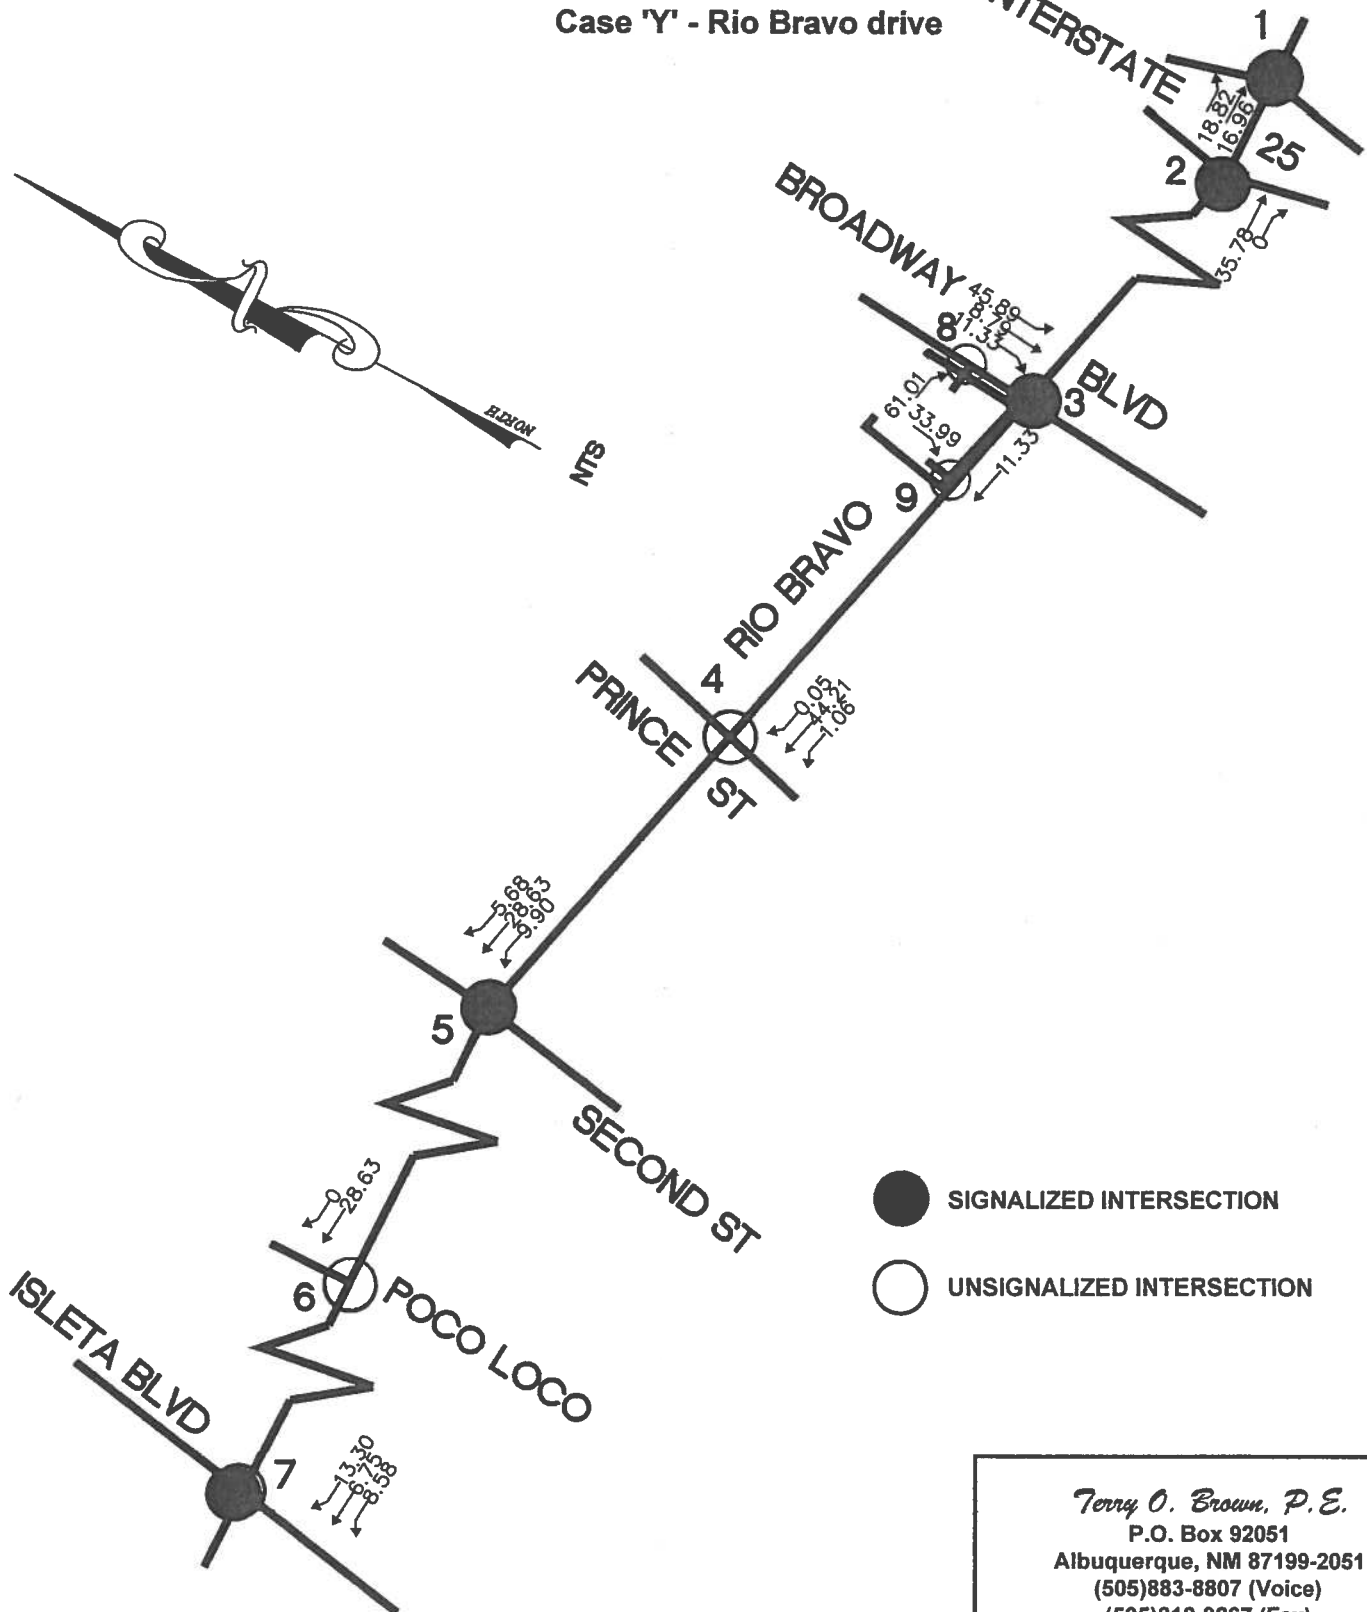 Case 'Y' - Rio Bravo drive
1
18.82
16.96
2
25
35.78
0
BROADWAY
BLVD
45.89
11.33
8
3
61.01
33.99
11.33
9
NORTH
NTS
RIO BRAVO
4
PRINCE
ST
0.05
44.21
1.06
5.68
28.63
9.90
5
SECOND ST
0
28.63
6
POCO LOCO
ISLETA BLVD
7
13.30
6.75
8.58
SIGNALIZED INTERSECTION
UNSIGNALIZED INTERSECTION
Terry O. Brown, P.E.
P.O. Box 92051
Albuquerque, NM 87199-2051
(505)883-8807 (Voice)